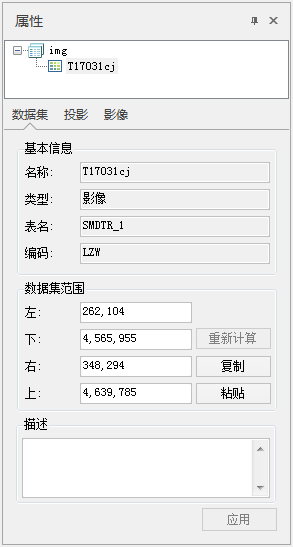 属性
img
T17031cj
数据集 投影 影像
基本信息
名称: T17031cj
类型: 影像
表名: SMDTR_1
编码: LZW
数据集范围
左: 262,104
下: 4,565,955 重新计算
右: 348,294 复制
上: 4,639,785 粘贴
描述
应用